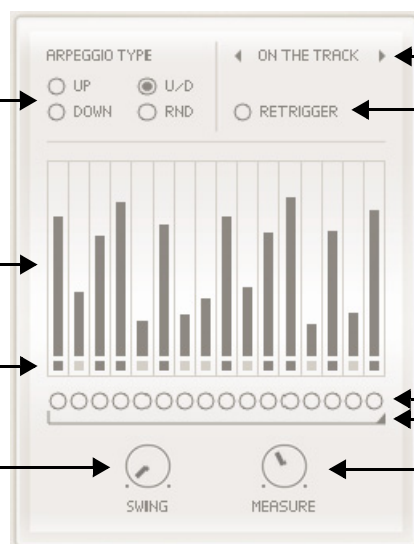 ARPEGGIO TYPE
◀ ON THE TRACK ▶
UP U/D
DOWN RND
RETRIGGER
SWING MEASURE